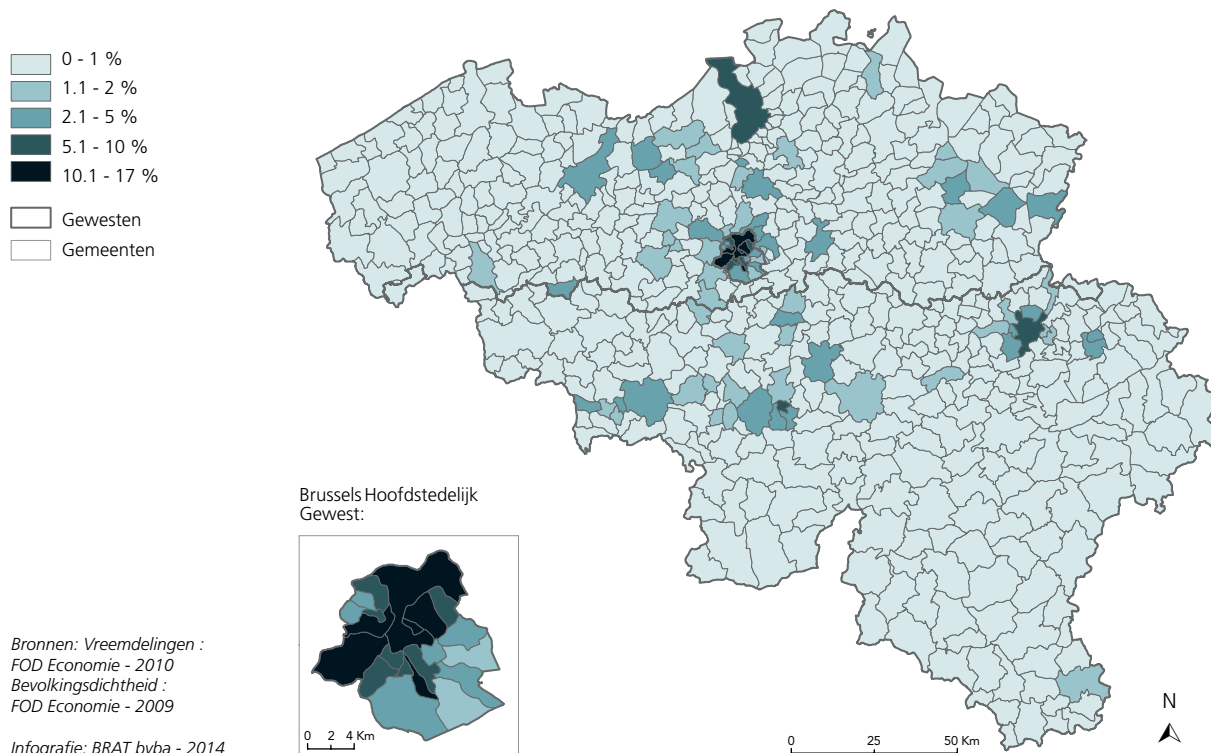 0 - 1 %
1.1 - 2 %
2.1 - 5 %
5.1 - 10 %
10.1 - 17 %
Gewesten
Gemeenten
Brussels Hoofdstedelijk
Gewest:
0 2 4 Km
Bronnen: Vreemdelingen :
FOD Economie - 2010
Bevolkingsdichtheid :
FOD Economie - 2009
Infografie: BRAT bvba - 2014
N
0 25 50 Km